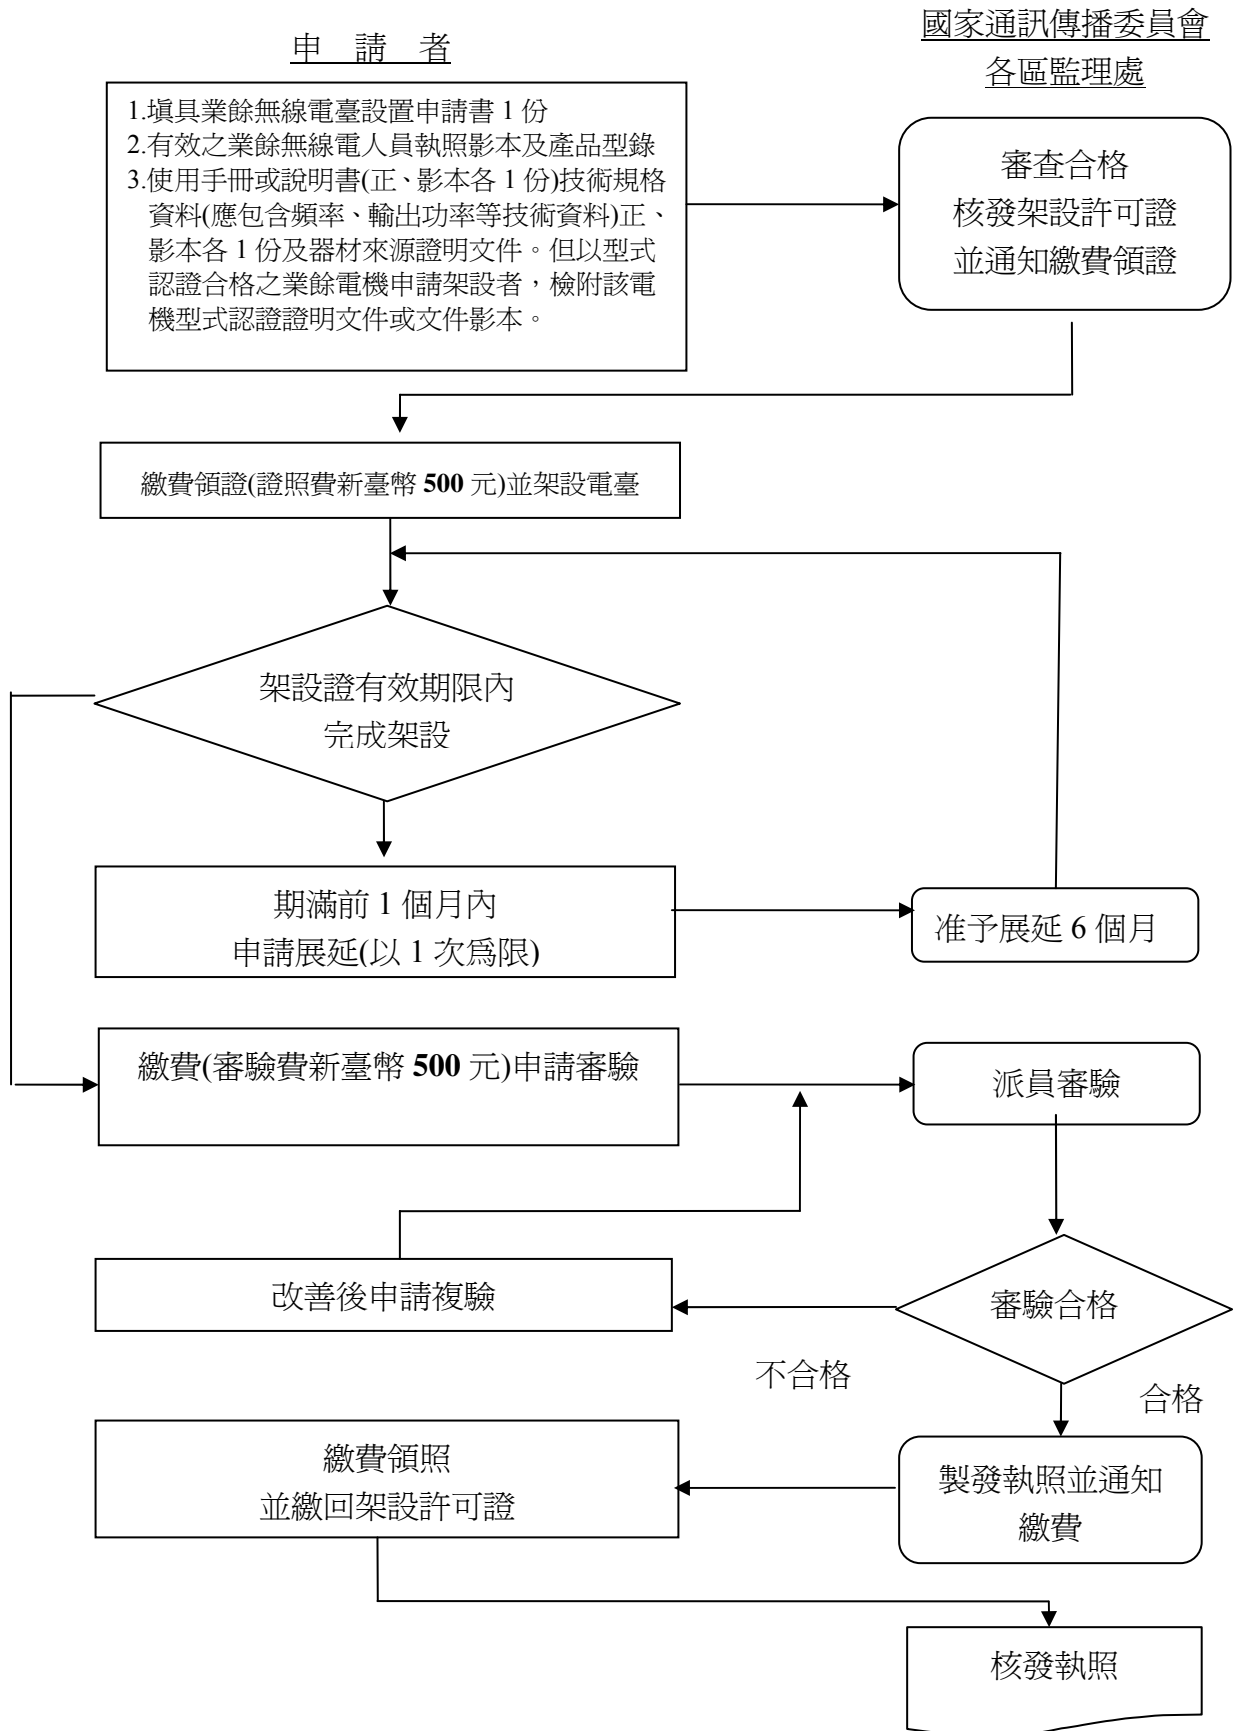 申　請　者
國家通訊傳播委員會
各區監理處
1.填具業餘無線電臺設置申請書 1 份
2.有效之業餘無線電人員執照影本及產品型錄
3.使用手冊或說明書(正、影本各 1 份)技術規格
資料(應包含頻率、輸出功率等技術資料)正、
影本各 1 份及器材來源證明文件。但以型式
認證合格之業餘電機申請架設者，檢附該電
機型式認證證明文件或文件影本。
審查合格
核發架設許可證
並通知繳費領證
繳費領證(證照費新臺幣 500 元)並架設電臺
架設證有效期限內
完成架設
期滿前 1 個月內
申請展延(以 1 次為限)
准予展延 6 個月
繳費(審驗費新臺幣 500 元)申請審驗
派員審驗
改善後申請複驗
審驗合格
不合格
合格
繳費領照
並繳回架設許可證
製發執照並通知
繳費
核發執照